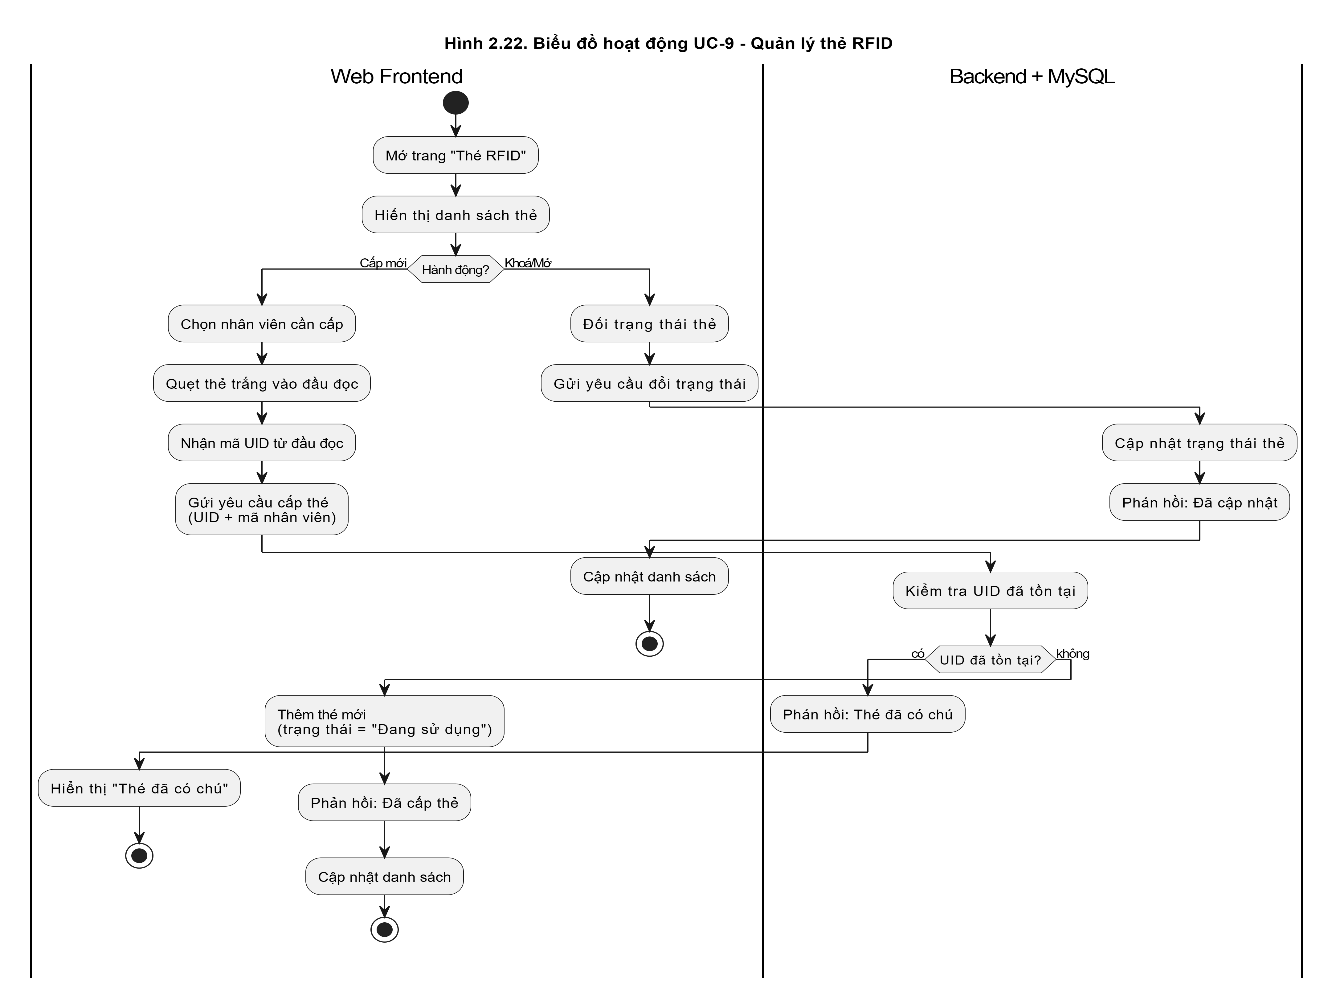 Hình 2.22. Biểu đồ hoạt động UC-9 - Quản lý thẻ RFID
Web Frontend
Backend + MySQL
Mở trang "Thẻ RFID"
Hiển thị danh sách thẻ
Cấp mới
Hành động?
Khoá/Mở
Chọn nhân viên cần cấp
Đổi trạng thái thẻ
Quẹt thẻ trắng vào đầu đọc
Gửi yêu cầu đổi trạng thái
Nhận mã UID từ đầu đọc
Cập nhật trạng thái thẻ
Gửi yêu cầu cấp thẻ
(UID + mã nhân viên)
Phản hồi: Đã cập nhật
Cập nhật danh sách
Kiểm tra UID đã tồn tại
có
UID đã tồn tại?
không
Thêm thẻ mới
(trạng thái = "Đang sử dụng")
Phản hồi: Thẻ đã có chủ
Hiển thị "Thẻ đã có chủ"
Phản hồi: Đã cấp thẻ
Cập nhật danh sách